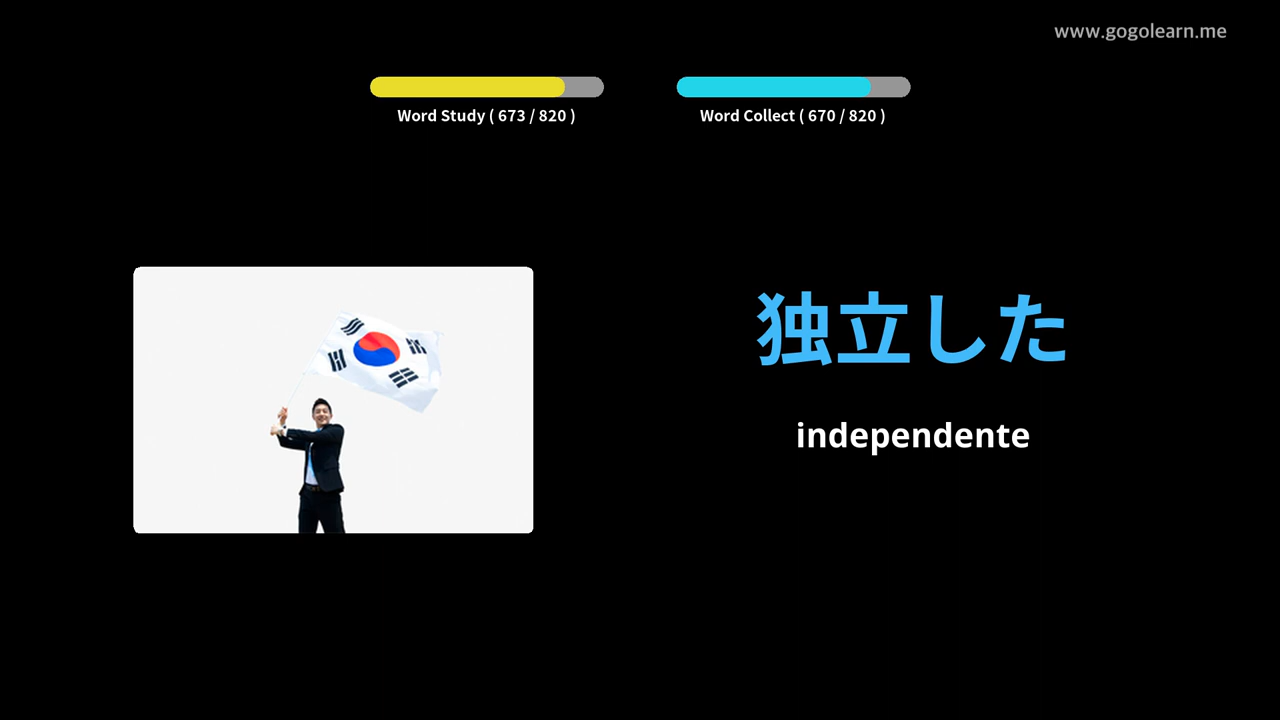 www.gogolearn.me
Word Study ( 673 / 820 )
Word Collect ( 670 / 820 )
独立した
independente